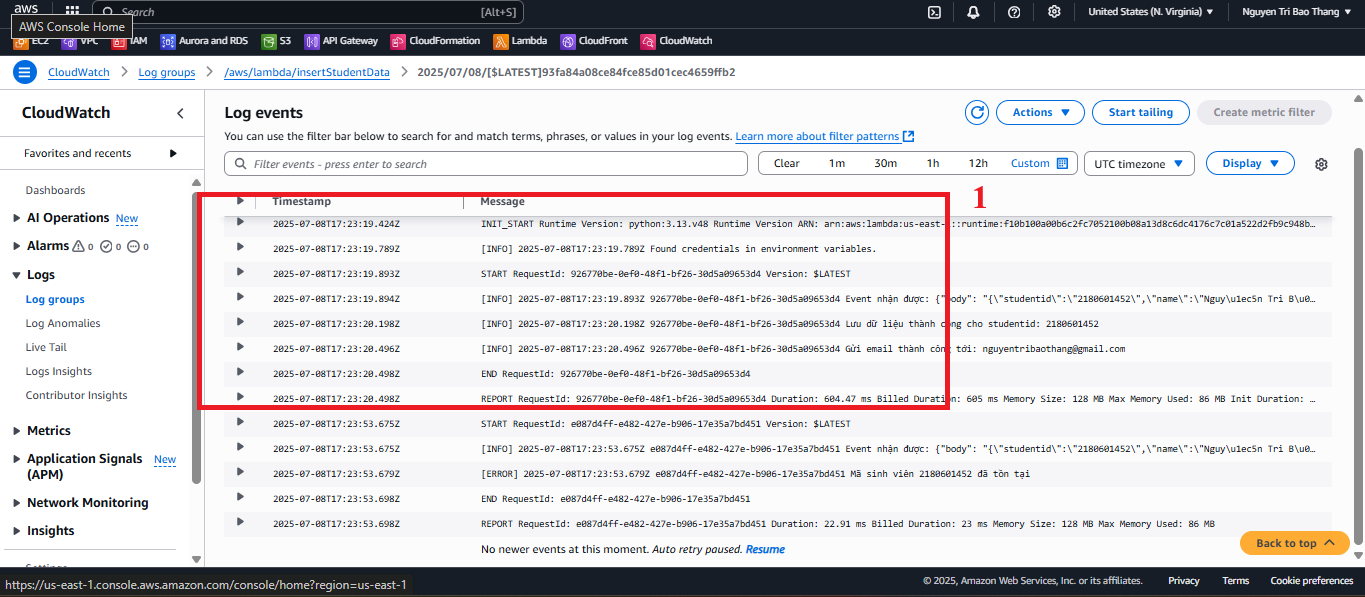 aws
Search
[Alt+S]
United States (N. Virginia)
Nguyen Tri Bao Thang
AWS Console Home
EC2
VPC
IAM
Aurora and RDS
S3
API Gateway
CloudFormation
Lambda
CloudFront
CloudWatch
CloudWatch
Log groups
/aws/lambda/insertStudentData
2025/07/08/[$LATEST]93fa84a08ce84fce85d01cec4659ffb2
CloudWatch
Favorites and recents
Dashboards
AI Operations New
Alarms 0 0 0
Logs
Log groups
Log Anomalies
Live Tail
Logs Insights
Contributor Insights
Metrics
Application Signals New
(APM)
Network Monitoring
Insights
Log events
Actions
Start tailing
Create metric filter
You can use the filter bar below to search for and match terms, phrases, or values in your log events. Learn more about filter patterns
Filter events - press enter to search
Clear 1m 30m 1h 12h Custom
UTC timezone
Display
1
Timestamp Message
2025-07-08T17:23:19.424Z INIT_START Runtime Version: python:3.13.v48 Runtime Version ARN: arn:aws:lambda:us-east-1::runtime:f10b100a00b6c2fc7052100b08a13d8c6dc4176c7c01a522d2fb9c948b…
2025-07-08T17:23:19.789Z [INFO] 2025-07-08T17:23:19.789Z Found credentials in environment variables.
2025-07-08T17:23:19.893Z START RequestId: 926770be-0ef0-48f1-bf26-30d5a09653d4 Version: $LATEST
2025-07-08T17:23:19.894Z [INFO] 2025-07-08T17:23:19.893Z 926770be-0ef0-48f1-bf26-30d5a09653d4 Event nhận được: {"body": "{\"studentid\":\"2180601452\",\"name\":\"Nguy\u1ec5n Tri B\u0…
2025-07-08T17:23:20.198Z [INFO] 2025-07-08T17:23:20.198Z 926770be-0ef0-48f1-bf26-30d5a09653d4 Lưu dữ liệu thành công cho studentid: 2180601452
2025-07-08T17:23:20.496Z [INFO] 2025-07-08T17:23:20.496Z 926770be-0ef0-48f1-bf26-30d5a09653d4 Gửi email thành công tới: nguyentribaothang@gmail.com
2025-07-08T17:23:20.498Z END RequestId: 926770be-0ef0-48f1-bf26-30d5a09653d4
2025-07-08T17:23:20.498Z REPORT RequestId: 926770be-0ef0-48f1-bf26-30d5a09653d4 Duration: 604.47 ms Billed Duration: 605 ms Memory Size: 128 MB Max Memory Used: 86 MB Init Duration: …
2025-07-08T17:23:53.675Z START RequestId: e087d4ff-e482-427e-b906-17e35a7bd451 Version: $LATEST
2025-07-08T17:23:53.675Z [INFO] 2025-07-08T17:23:53.675Z e087d4ff-e482-427e-b906-17e35a7bd451 Event nhận được: {"body": "{\"studentid\":\"2180601452\",\"name\":\"Nguy\u1ec5n Tri B\u0…
2025-07-08T17:23:53.679Z [ERROR] 2025-07-08T17:23:53.679Z e087d4ff-e482-427e-b906-17e35a7bd451 Mã sinh viên 2180601452 đã tồn tại
2025-07-08T17:23:53.698Z END RequestId: e087d4ff-e482-427e-b906-17e35a7bd451
2025-07-08T17:23:53.698Z REPORT RequestId: e087d4ff-e482-427e-b906-17e35a7bd451 Duration: 22.91 ms Billed Duration: 23 ms Memory Size: 128 MB Max Memory Used: 86 MB
No newer events at this moment. Auto retry paused. Resume
Back to top
https://us-east-1.console.aws.amazon.com/console/home?region=us-east-1
© 2025, Amazon Web Services, Inc. or its affiliates.
Privacy
Terms
Cookie preferences